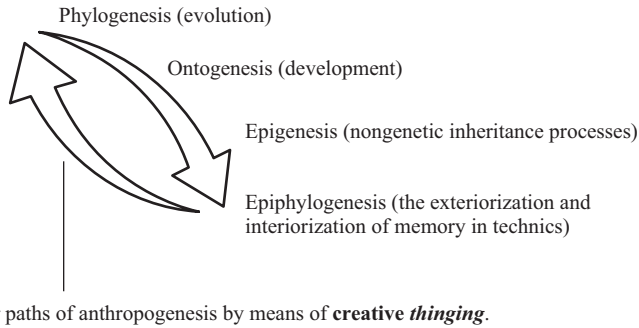 Phylogenesis (evolution)
Ontogenesis (development)
Epigenesis (nongenetic inheritance processes)
Epiphylogenesis (the exteriorization and
interiorization of memory in technics)
paths of anthropogenesis by means of creative thinging.